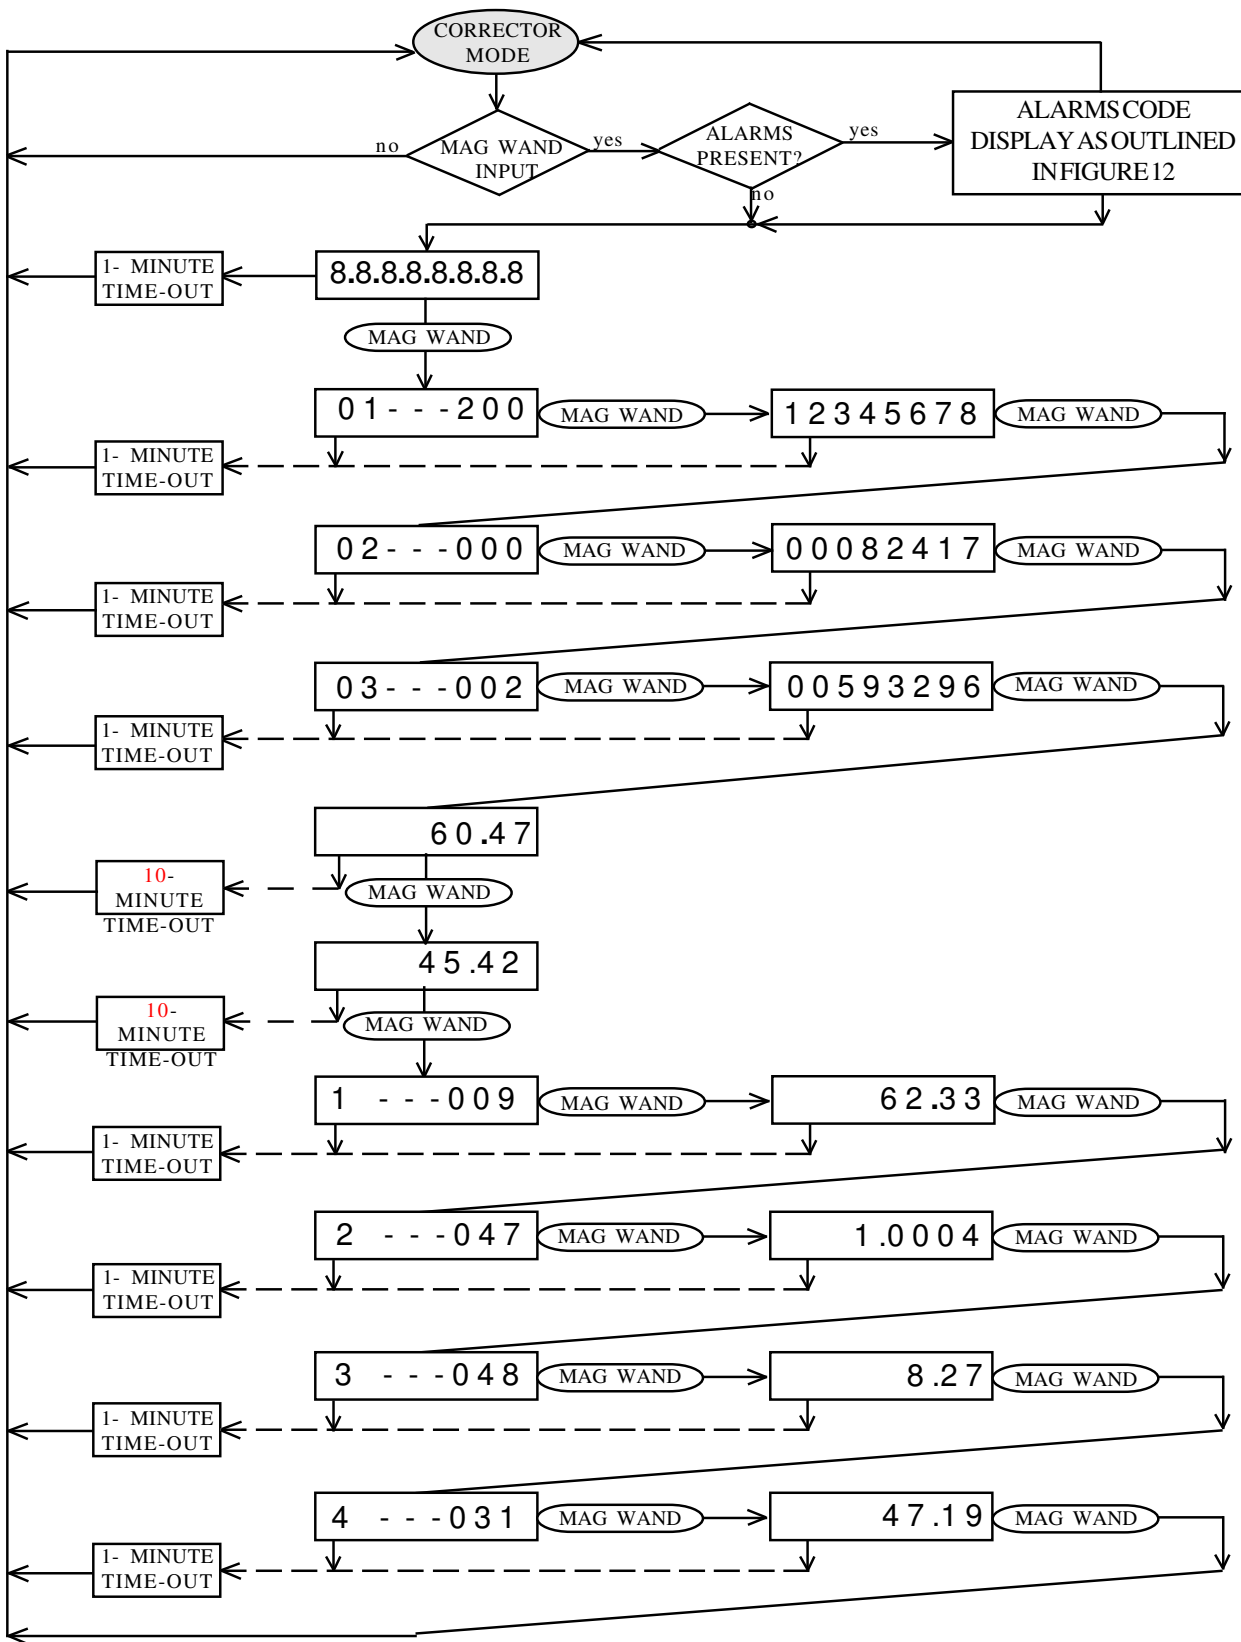 CORRECTOR
MODE
no
MAG WAND
INPUT
yes
ALARMS
PRESENT?
yes
no
ALARMS CODE
DISPLAY AS OUTLINED
IN FIGURE 12
1- MINUTE
TIME-OUT
8.8.8.8.8.8.8.8
MAG WAND
01---200
MAG WAND
12345678
MAG WAND
1- MINUTE
TIME-OUT
02---000
MAG WAND
00082417
MAG WAND
1- MINUTE
TIME-OUT
03---002
MAG WAND
00593296
MAG WAND
1- MINUTE
TIME-OUT
60.47
10-
MINUTE
TIME-OUT
MAG WAND
45.42
10-
MINUTE
TIME-OUT
MAG WAND
1 ---009
MAG WAND
62.33
MAG WAND
1- MINUTE
TIME-OUT
2 ---047
MAG WAND
1.0004
MAG WAND
1- MINUTE
TIME-OUT
3 ---048
MAG WAND
8.27
MAG WAND
1- MINUTE
TIME-OUT
4 ---031
MAG WAND
47.19
MAG WAND
1- MINUTE
TIME-OUT